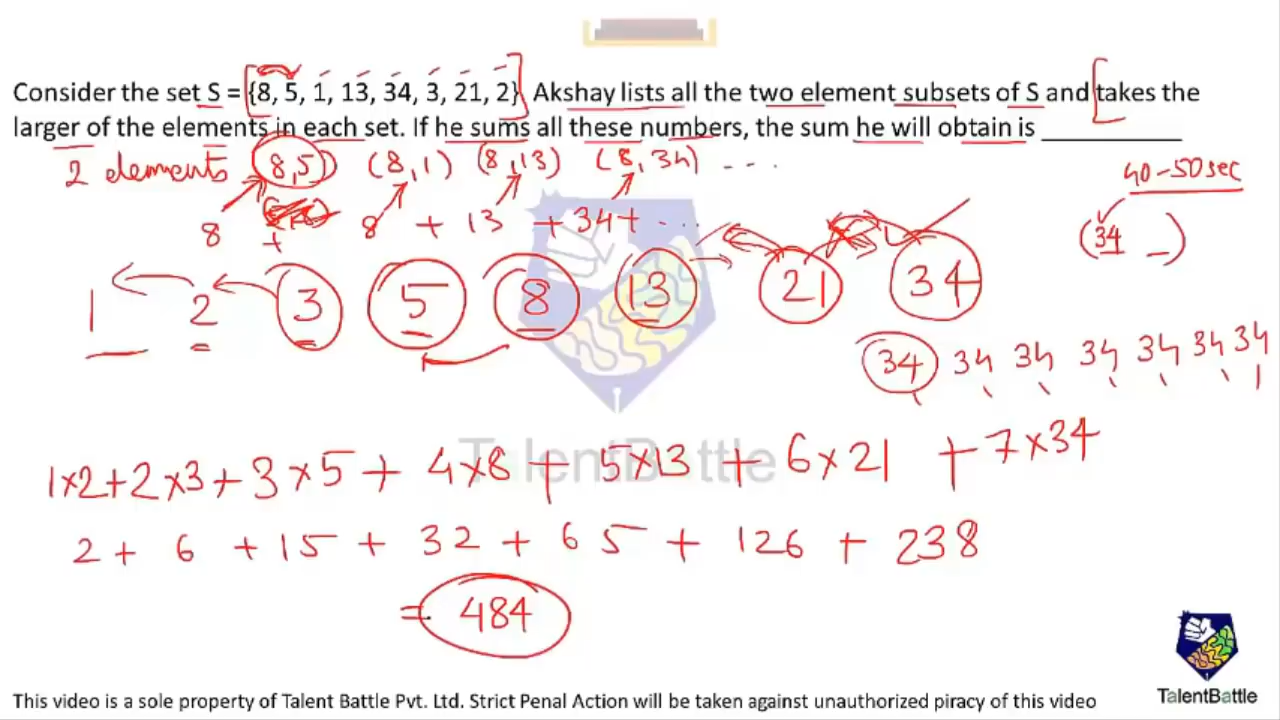 Consider the set S = {8, 5, 1, 13, 34, 3, 21, 2} Akshay lists all the two element subsets of S and takes the
larger of the elements in each set. If he sums all these numbers, the sum he will obtain is ___________
2 elements (8,5) (8,1) (8,13) (8,34) ...
40-50 sec
8 + 8 + 13 + 34 + ...
(34 _)
1 2 3 5 8 13 21 34
34 34 34 34 34 34 34
1×2+2×3+3×5+ 4×8 + 5×13 + 6×21 + 7×34
2 + 6 + 15 + 32 + 65 + 126 + 238
= 484
TalentBattle
TalentBattle
This video is a sole property of Talent Battle Pvt. Ltd. Strict Penal Action will be taken against unauthorized piracy of this video